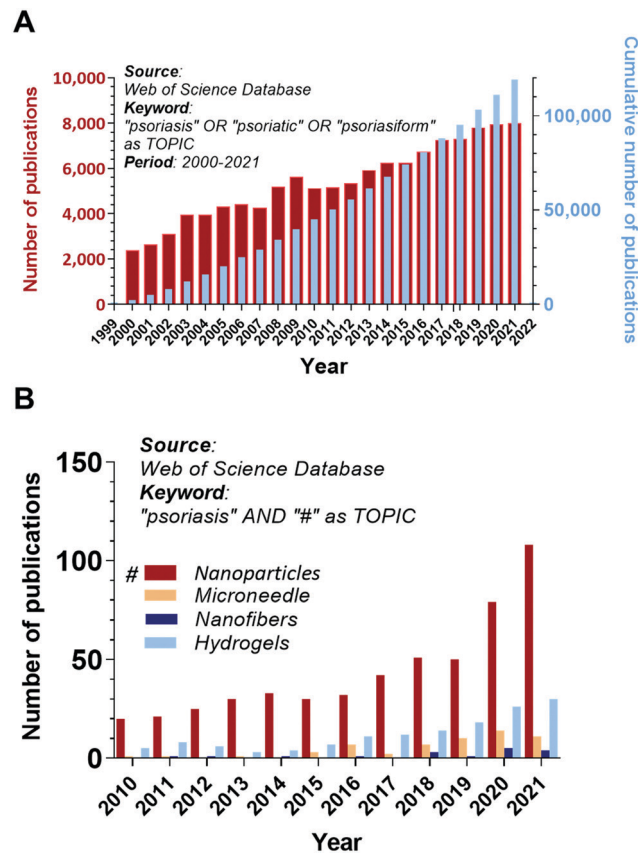 A
Source:
Web of Science Database
Keyword:
"psoriasis" OR "psoriatic" OR "psoriasiform"
as TOPIC
Period: 2000-2021
Number of publications
10,000
8,000
6,000
4,000
2,000
0
Cumulative number of publications
100,000
50,000
0
1999 2000 2001 2002 2003 2004 2005 2006 2007 2008 2009 2010 2011 2012 2013 2014 2015 2016 2017 2018 2019 2020 2021 2022
Year
B
Source:
Web of Science Database
Keyword:
"psoriasis" AND "#" as TOPIC
# Nanoparticles
Microneedle
Nanofibers
Hydrogels
Number of publications
150
100
50
0
2010 2011 2012 2013 2014 2015 2016 2017 2018 2019 2020 2021
Year